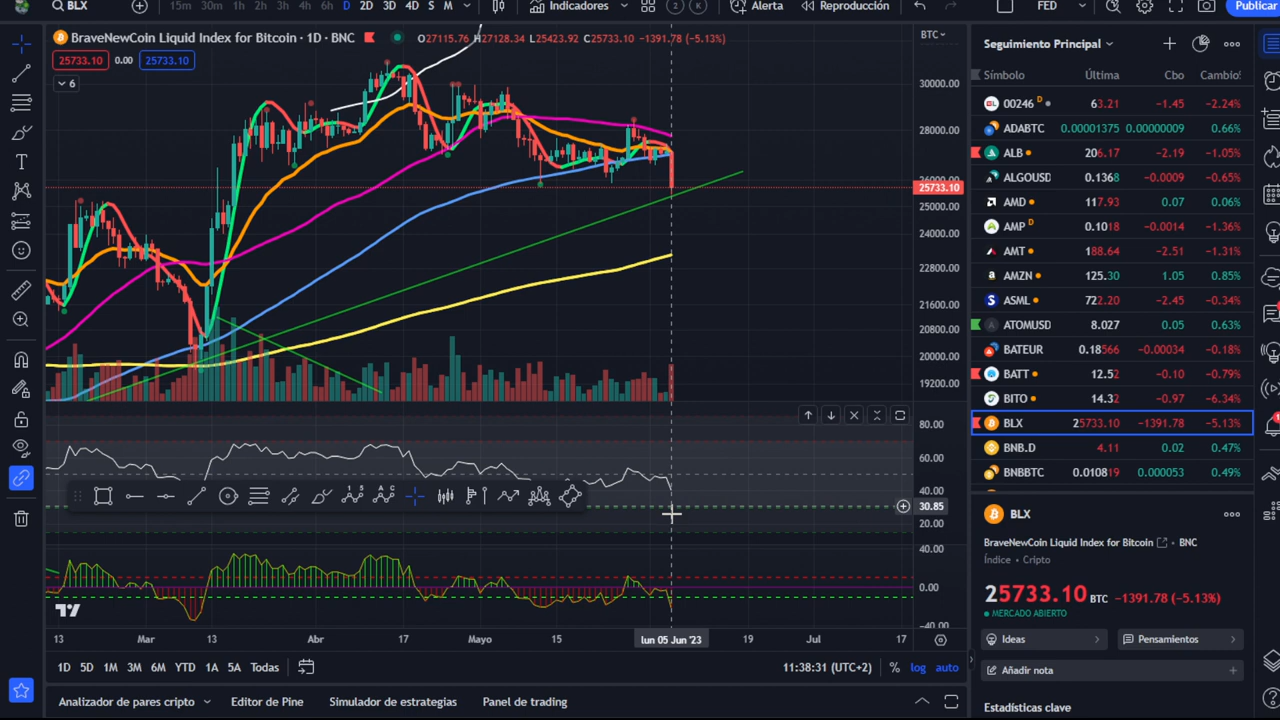 BLX 15m 30m 1h 2h 3h 4h 6h D 2D 3D 4D S M Indicadores Alerta Reproducción FED Publicar
BraveNewCoin Liquid Index for Bitcoin · 1D · BNC O27115.76 H27128.34 L25423.92 C25733.10 −1391.78 (−5.13%) BTC
25733.10 0.00 25733.10
6
30000.00
28000.00
26000.00
25733.10
25000.00
24000.00
22800.00
21600.00
20800.00
20000.00
19200.00
80.00
60.00
40.00
30.85
20.00
40.00
0.00
−40.00
13 Mar 13 Abr 17 Mayo 15 lun 05 Jun '23 19 Jul 17
1D 5D 1M 3M 6M YTD 1A 5A Todas 11:38:31 (UTC+2) % log auto
Analizador de pares cripto Editor de Pine Simulador de estrategias Panel de trading
Seguimiento Principal
Símbolo Última Cbo Cambio%
00246 D 63.21 −1.45 −2.24%
ADABTC 0.00001375 0.00000009 0.66%
ALB 206.17 −2.19 −1.05%
ALGOUSD 0.1368 −0.0009 −0.65%
AMD 117.93 0.07 0.06%
AMP D 0.1018 −0.0014 −1.36%
AMT 188.64 −2.51 −1.31%
AMZN 125.30 1.05 0.85%
ASML 722.20 −2.45 −0.34%
ATOMUSD 8.027 0.05 0.63%
BATEUR 0.18566 −0.00034 −0.18%
BATT 12.52 −0.10 −0.79%
BITO 14.32 −0.97 −6.34%
BLX 25733.10 −1391.78 −5.13%
BNB.D 4.11 0.02 0.47%
BNBBTC 0.010819 0.000053 0.49%
BLX
BraveNewCoin Liquid Index for Bitcoin · BNC
Índice · Cripto
25733.10 BTC −1391.78 (−5.13%)
MERCADO ABIERTO
Ideas Pensamientos
Añadir nota
Estadísticas clave